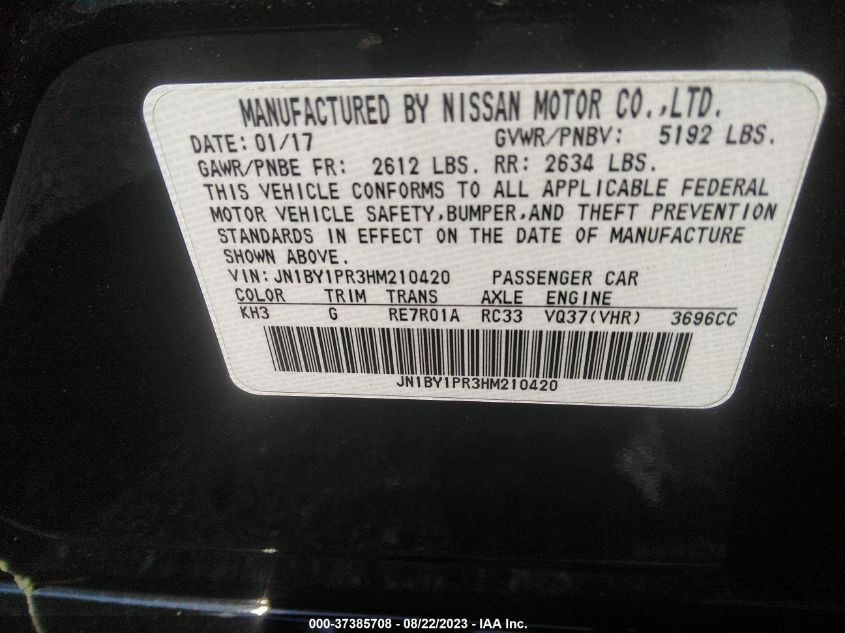 MANUFACTURED BY NISSAN MOTOR CO.,LTD.
DATE: 01/17 GVWR/PNBV: 5192 LBS.
GAWR/PNBE FR: 2612 LBS. RR: 2634 LBS.
THIS VEHICLE CONFORMS TO ALL APPLICABLE FEDERAL
MOTOR VEHICLE SAFETY,BUMPER,AND THEFT PREVENTION
STANDARDS IN EFFECT ON THE DATE OF MANUFACTURE
SHOWN ABOVE.
VIN: JN1BY1PR3HM210420 PASSENGER CAR
COLOR TRIM TRANS AXLE ENGINE
KH3 G RE7R01A RC33 VQ37(VHR) 3696CC
JN1BY1PR3HM210420
000-37385708 - 08/22/2023 - IAA Inc.